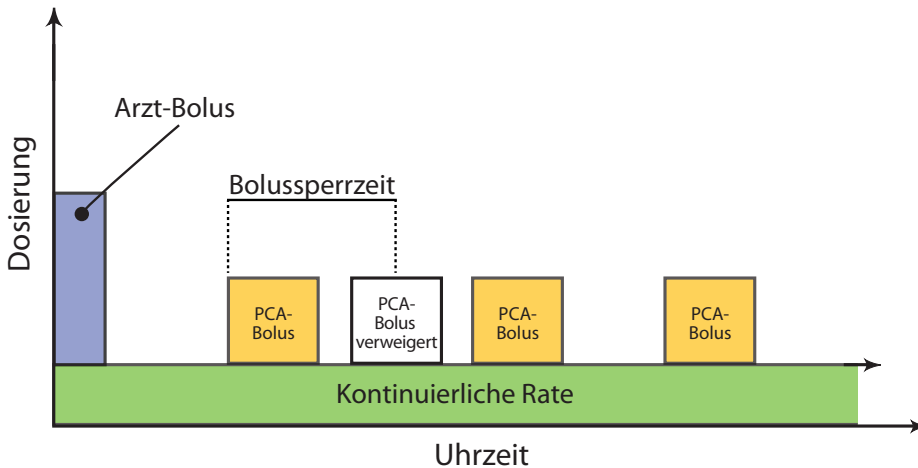 Arzt-Bolus
Dosierung
Bolussperrzeit
PCA-
Bolus
PCA-
Bolus
verweigert
PCA-
Bolus
PCA-
Bolus
Kontinuierliche Rate
Uhrzeit